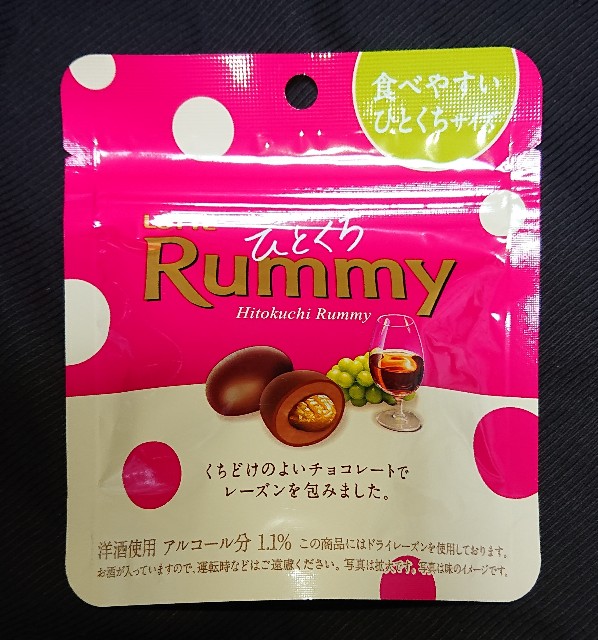 食べやすい
ひとくちサイズ
LOTTE
ひとくち
Rummy
Hitokuchi Rummy
くちどけのよいチョコレートで
レーズンを包みました。
洋酒使用 アルコール分 1.1% この商品にはドライレーズンを使用しております。
お酒が入っていますので、運転時などはご遠慮ください。写真は拡大です。写真は味のイメージです。